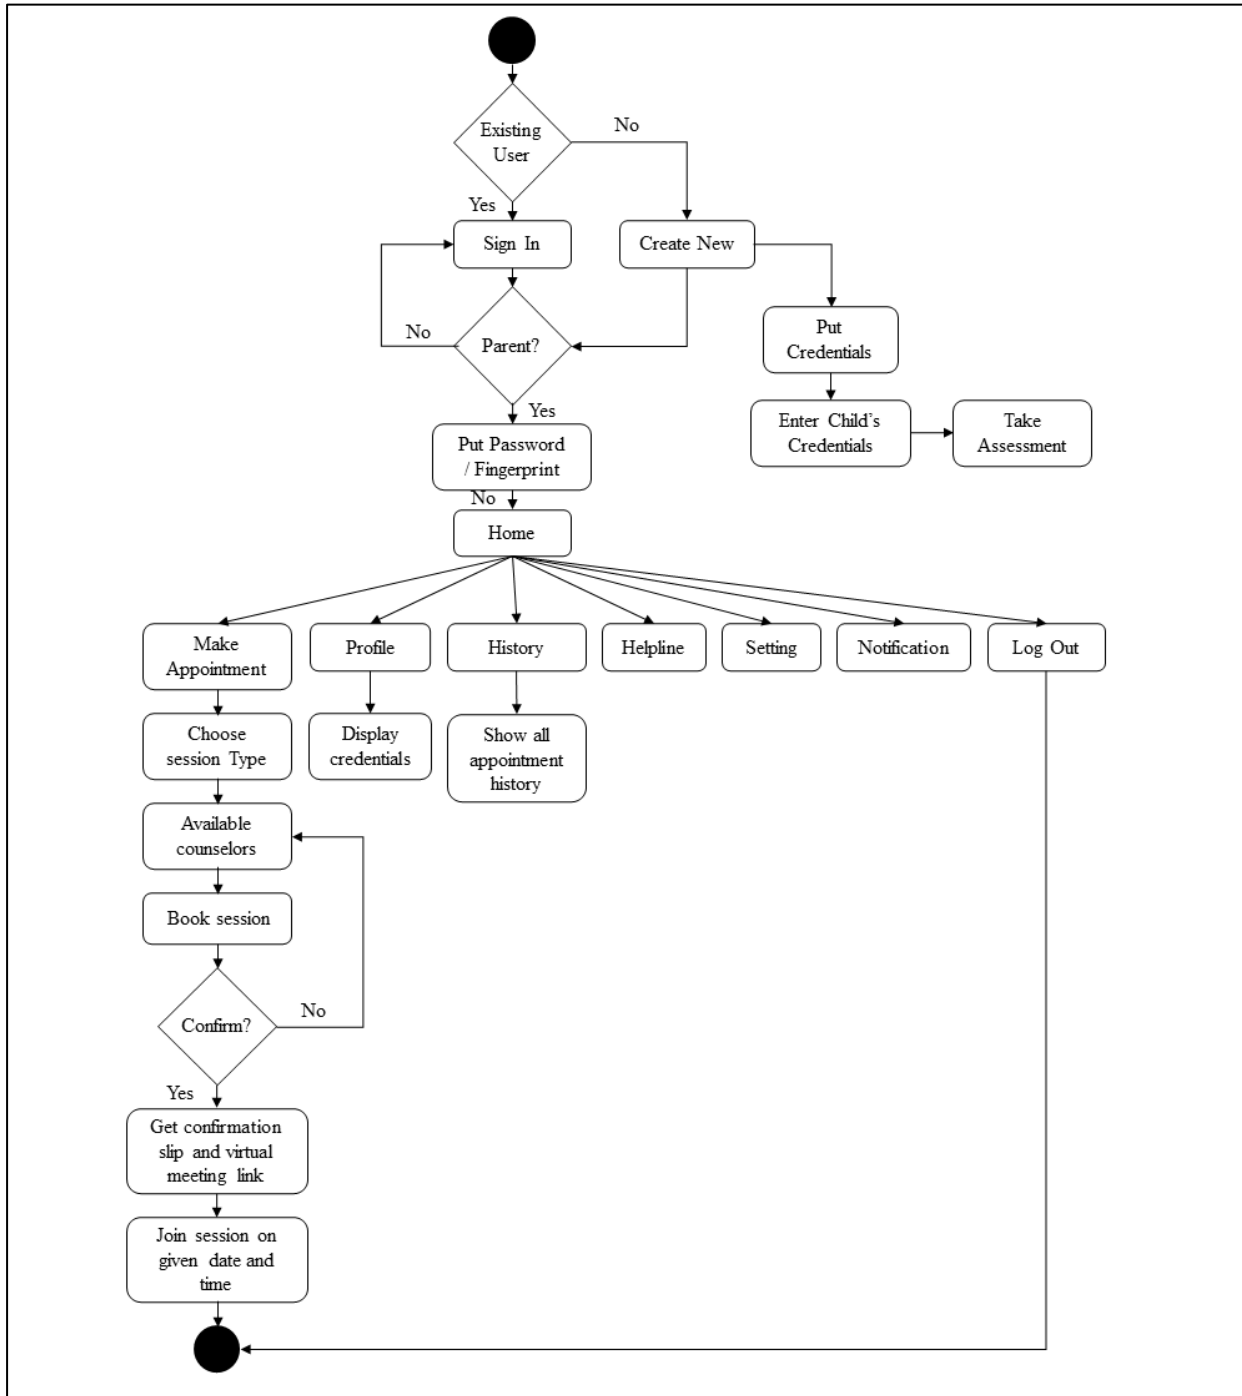 Existing
User
No
Yes
Sign In
Create New
No
Parent?
Put
Credentials
Yes
Enter Child's
Credentials
Take
Assessment
Put Password
/ Fingerprint
No
Home
Make
Appointment
Profile
History
Helpline
Setting
Notification
Log Out
Choose
session Type
Display
credentials
Show all
appointment
history
Available
counselors
Book session
Confirm?
No
Yes
Get confirmation
slip and virtual
meeting link
Join session on
given date and
time